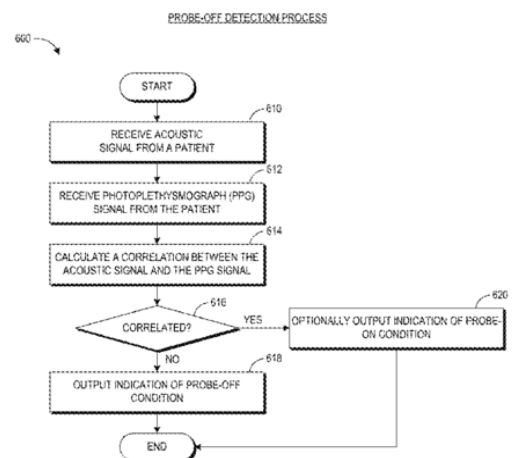 PROBE-OFF DETECTION PROCESS
600
START
610
RECEIVE ACOUSTIC
SIGNAL FROM A PATIENT
612
RECEIVE PHOTOPLETHYSMOGRAPH (PPG)
SIGNAL FROM THE PATIENT
614
CALCULATE A CORRELATION BETWEEN THE
ACOUSTIC SIGNAL AND THE PPG SIGNAL
616
CORRELATED?
YES
620
OPTIONALLY OUTPUT INDICATION OF PROBE-
ON CONDITION
NO
618
OUTPUT INDICATION OF PROBE-OFF
CONDITION
END